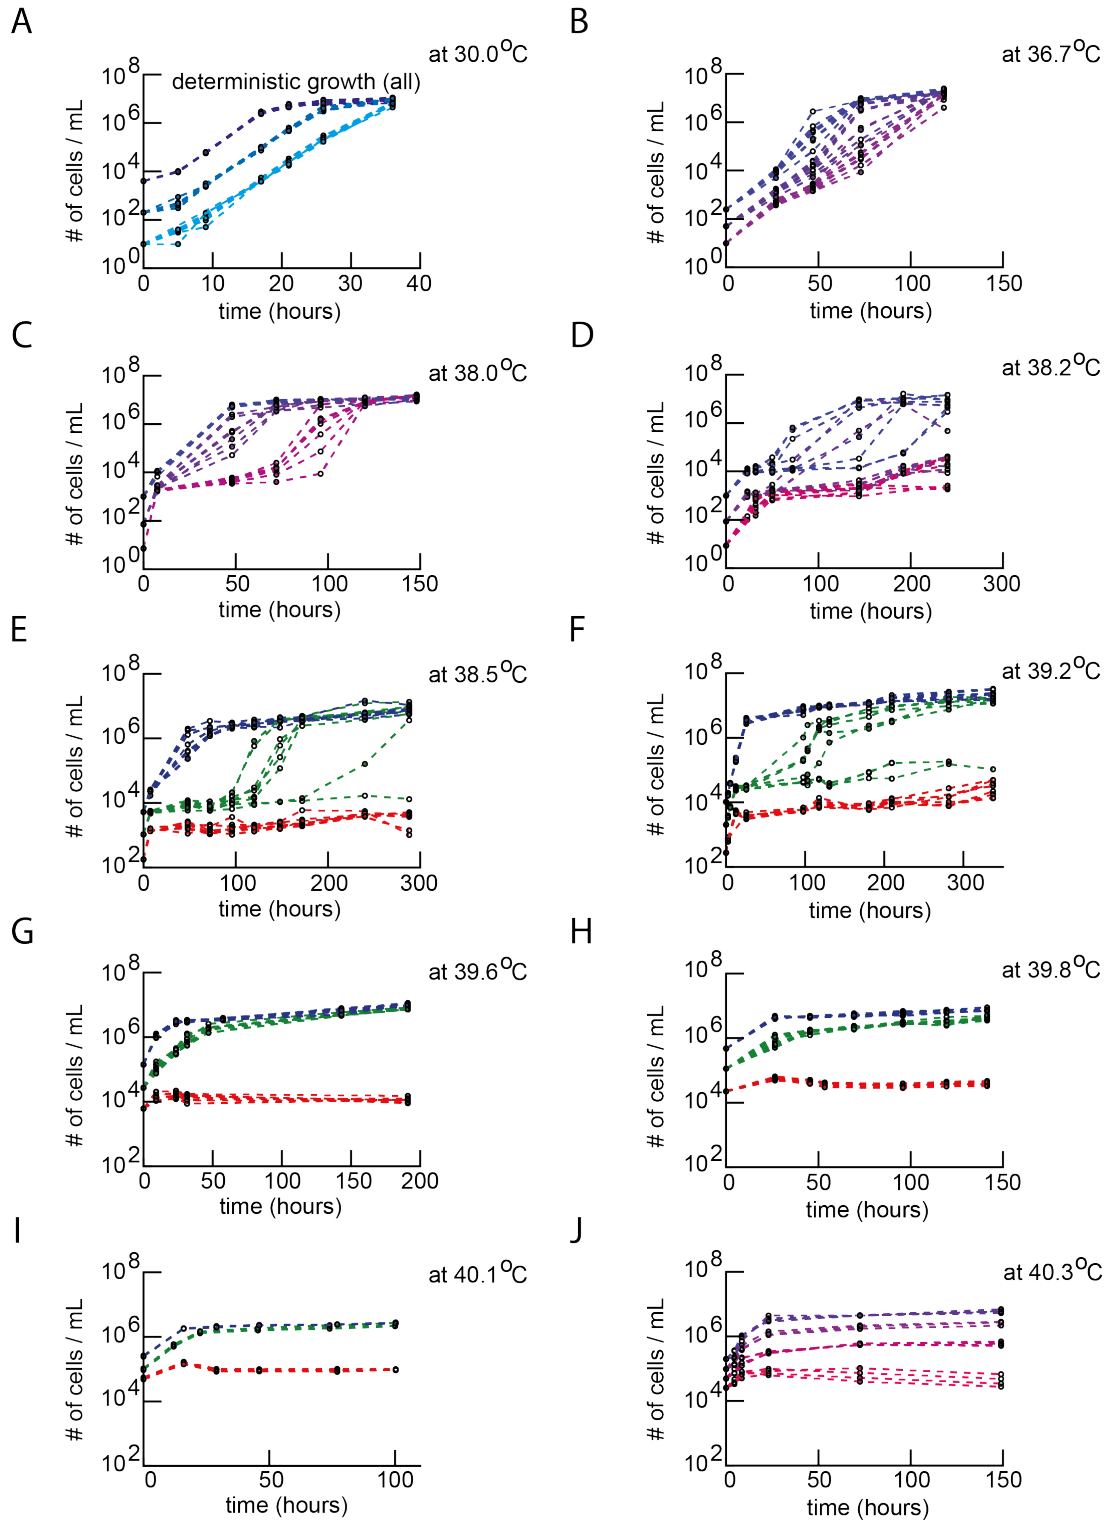 A
at 30.0°C
deterministic growth (all)
10^8
10^6
10^4
10^2
10^0
# of cells / mL
0 10 20 30 40
time (hours)
B
at 36.7°C
10^8
10^6
10^4
10^2
10^0
# of cells / mL
0 50 100 150
time (hours)
C
at 38.0°C
10^8
10^6
10^4
10^2
10^0
# of cells / mL
0 50 100 150
time (hours)
D
at 38.2°C
10^8
10^6
10^4
10^2
10^0
# of cells / mL
0 100 200 300
time (hours)
E
at 38.5°C
10^8
10^6
10^4
10^2
# of cells / mL
0 100 200 300
time (hours)
F
at 39.2°C
10^8
10^6
10^4
10^2
# of cells / mL
0 100 200 300
time (hours)
G
at 39.6°C
10^8
10^6
10^4
10^2
# of cells / mL
0 50 100 150 200
time (hours)
H
at 39.8°C
10^8
10^6
10^4
10^2
# of cells / mL
0 50 100 150
time (hours)
I
at 40.1°C
10^8
10^6
10^4
10^2
# of cells / mL
0 50 100
time (hours)
J
at 40.3°C
10^8
10^6
10^4
10^2
# of cells / mL
0 50 100 150
time (hours)